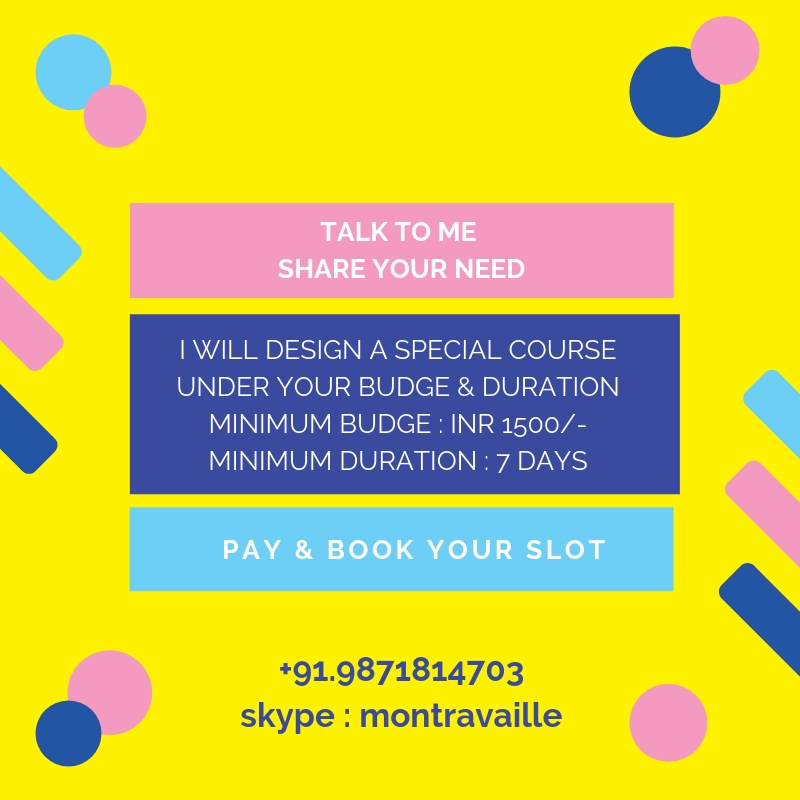 TALK TO ME
SHARE YOUR NEED
I WILL DESIGN A SPECIAL COURSE
UNDER YOUR BUDGE & DURATION
MINIMUM BUDGE : INR 1500/-
MINIMUM DURATION : 7 DAYS
PAY & BOOK YOUR SLOT
+91.9871814703
skype : montravaille